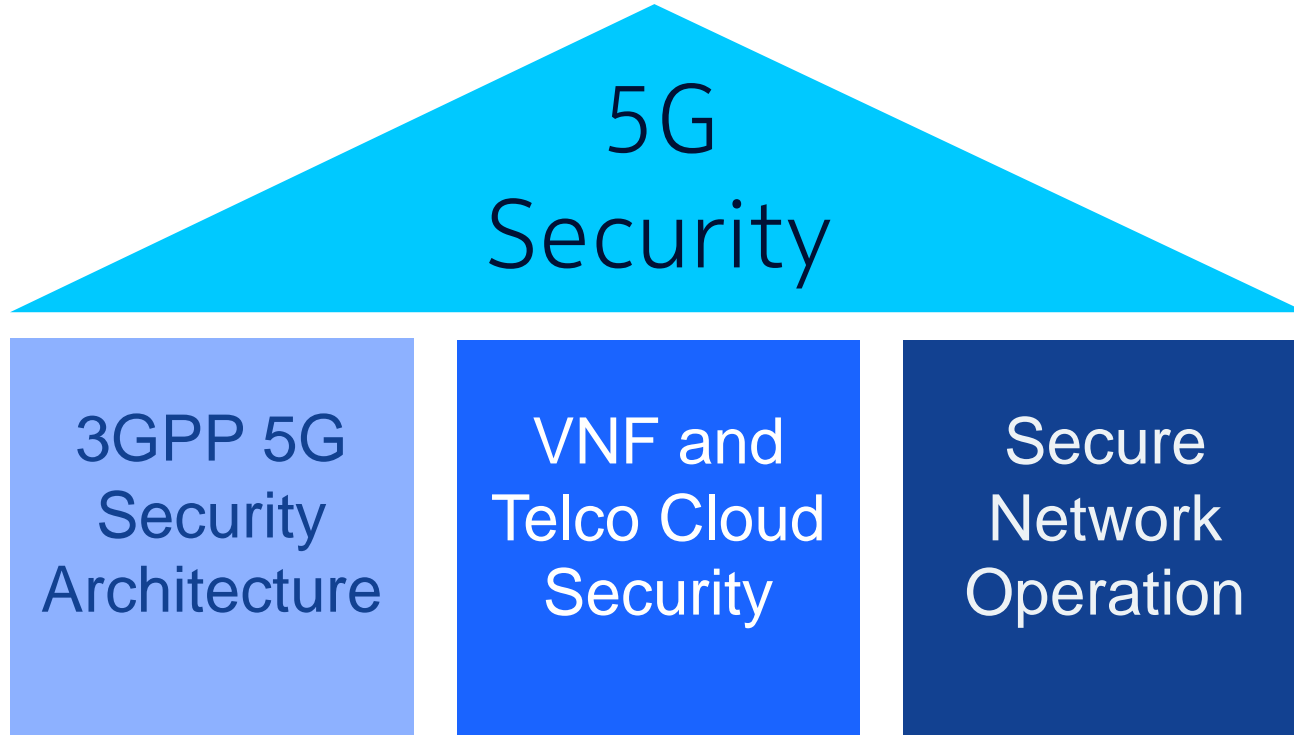 5G
Security
3GPP 5G
Security
Architecture
VNF and
Telco Cloud
Security
Secure
Network
Operation